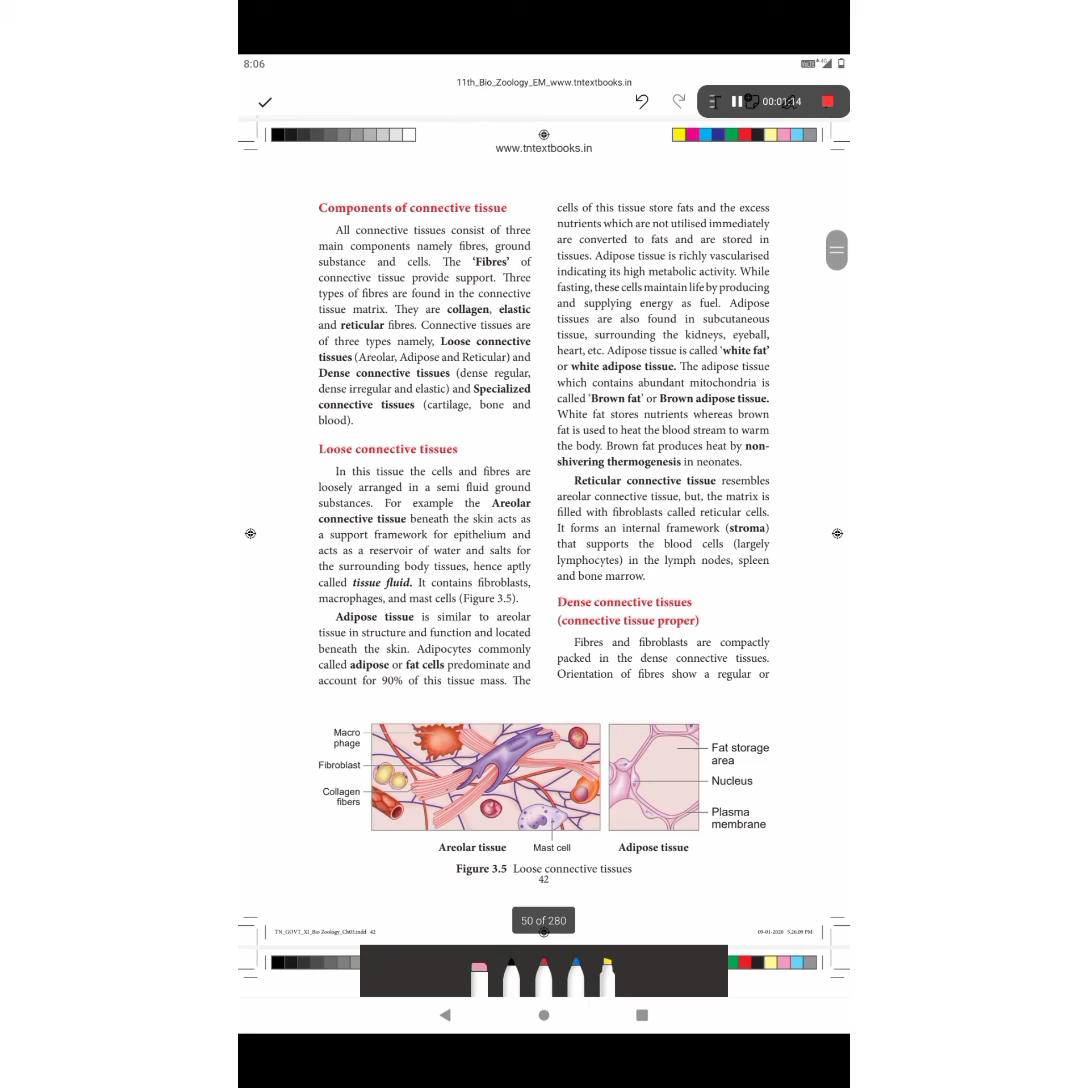 8:06
11th_Bio_Zoology_EM_www.tntextbooks.in
00:01:14
www.tntextbooks.in
Components of connective tissue
All connective tissues consist of three
main components namely fibres, ground
substance and cells. The ‘Fibres’ of
connective tissue provide support. Three
types of fibres are found in the connective
tissue matrix. They are collagen, elastic
and reticular fibres. Connective tissues are
of three types namely, Loose connective
tissues (Areolar, Adipose and Reticular) and
Dense connective tissues (dense regular,
dense irregular and elastic) and Specialized
connective tissues (cartilage, bone and
blood).
Loose connective tissues
In this tissue the cells and fibres are
loosely arranged in a semi fluid ground
substances. For example the Areolar
connective tissue beneath the skin acts as
a support framework for epithelium and
acts as a reservoir of water and salts for
the surrounding body tissues, hence aptly
called tissue fluid. It contains fibroblasts,
macrophages, and mast cells (Figure 3.5).
Adipose tissue is similar to areolar
tissue in structure and function and located
beneath the skin. Adipocytes commonly
called adipose or fat cells predominate and
account for 90% of this tissue mass. The
cells of this tissue store fats and the excess
nutrients which are not utilised immediately
are converted to fats and are stored in
tissues. Adipose tissue is richly vascularised
indicating its high metabolic activity. While
fasting, these cells maintain life by producing
and supplying energy as fuel. Adipose
tissues are also found in subcutaneous
tissue, surrounding the kidneys, eyeball,
heart, etc. Adipose tissue is called ‘white fat’
or white adipose tissue. The adipose tissue
which contains abundant mitochondria is
called ‘Brown fat’ or Brown adipose tissue.
White fat stores nutrients whereas brown
fat is used to heat the blood stream to warm
the body. Brown fat produces heat by non-
shivering thermogenesis in neonates.
Reticular connective tissue resembles
areolar connective tissue, but, the matrix is
filled with fibroblasts called reticular cells.
It forms an internal framework (stroma)
that supports the blood cells (largely
lymphocytes) in the lymph nodes, spleen
and bone marrow.
Dense connective tissues
(connective tissue proper)
Fibres and fibroblasts are compactly
packed in the dense connective tissues.
Orientation of fibres show a regular or
Macro
phage
Fibroblast
Collagen
fibers
Fat storage
area
Nucleus
Plasma
membrane
Areolar tissue
Mast cell
Adipose tissue
Figure 3.5 Loose connective tissues
42
50 of 280
TN_GOVT_XI_Bio Zoology_Ch03.indd 42
09-01-2020 5.26.09 PM